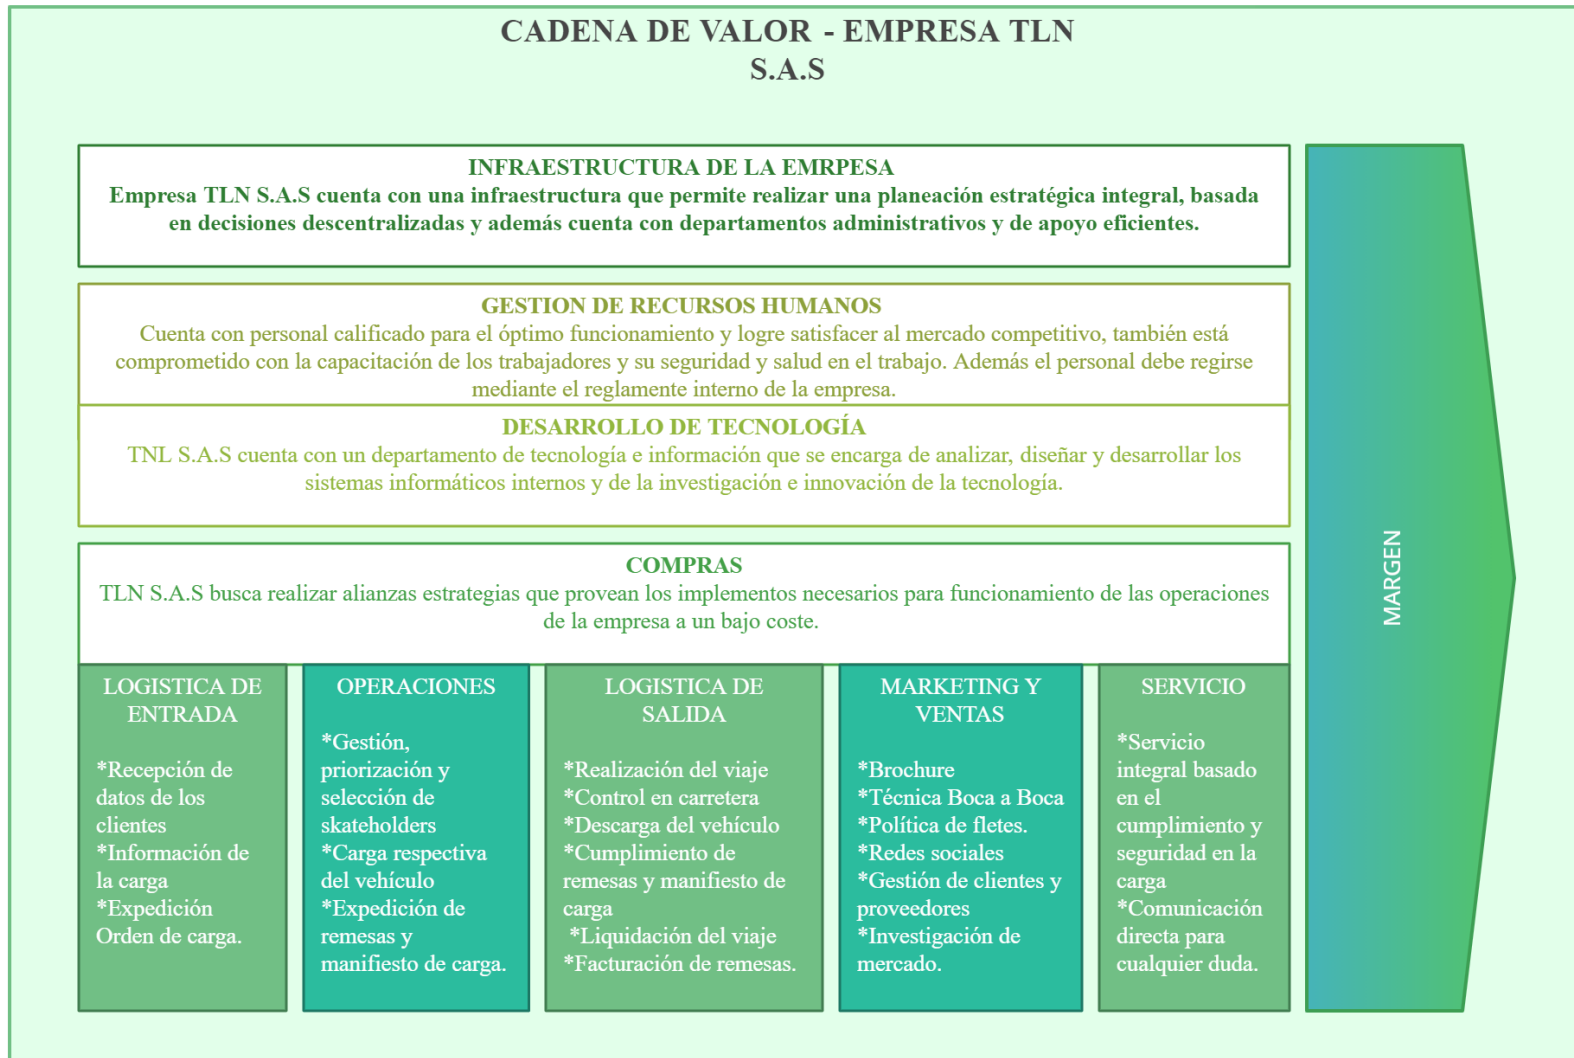 CADENA DE VALOR - EMPRESA TLN
S.A.S
INFRAESTRUCTURA DE LA EMRPESA
Empresa TLN S.A.S cuenta con una infraestructura que permite realizar una planeación estratégica integral, basada
en decisiones descentralizadas y además cuenta con departamentos administrativos y de apoyo eficientes.
GESTION DE RECURSOS HUMANOS
Cuenta con personal calificado para el óptimo funcionamiento y logre satisfacer al mercado competitivo, también está
comprometido con la capacitación de los trabajadores y su seguridad y salud en el trabajo. Además el personal debe regirse
mediante el reglamente interno de la empresa.
DESARROLLO DE TECNOLOGÍA
TNL S.A.S cuenta con un departamento de tecnología e información que se encarga de analizar, diseñar y desarrollar los
sistemas informáticos internos y de la investigación e innovación de la tecnología.
COMPRAS
TLN S.A.S busca realizar alianzas estrategias que provean los implementos necesarios para funcionamiento de las operaciones
de la empresa a un bajo coste.
LOGISTICA DE
ENTRADA
*Recepción de
datos de los
clientes
*Información de
la carga
*Expedición
Orden de carga.
OPERACIONES
*Gestión,
priorización y
selección de
skateholders
*Carga respectiva
del vehículo
*Expedición de
remesas y
manifiesto de carga.
LOGISTICA DE
SALIDA
*Realización del viaje
*Control en carretera
*Descarga del vehículo
*Cumplimiento de
remesas y manifiesto de
carga
*Liquidación del viaje
*Facturación de remesas.
MARKETING Y
VENTAS
*Brochure
*Técnica Boca a Boca
*Política de fletes.
*Redes sociales
*Gestión de clientes y
proveedores
*Investigación de
mercado.
SERVICIO
*Servicio
integral basado
en el
cumplimiento y
seguridad en la
carga
*Comunicación
directa para
cualquier duda.
MARGEN